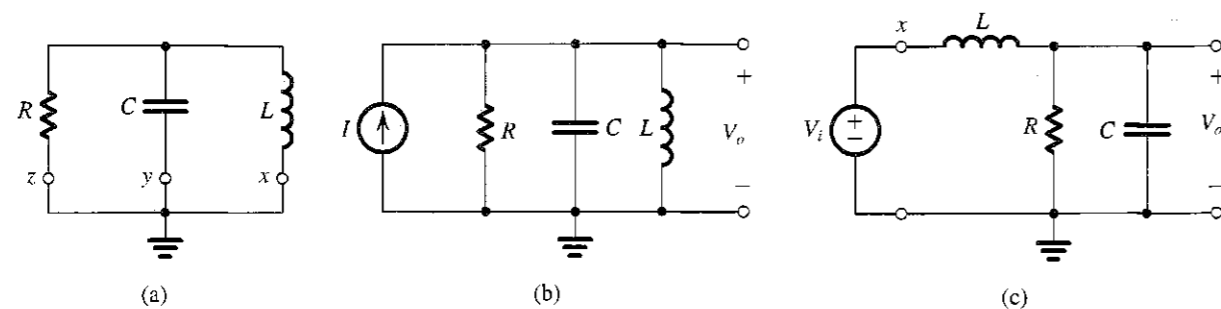 x L
R C L I R C L + V_o − V_i + − R C + V_o −
z y x
(a) (b) (c)